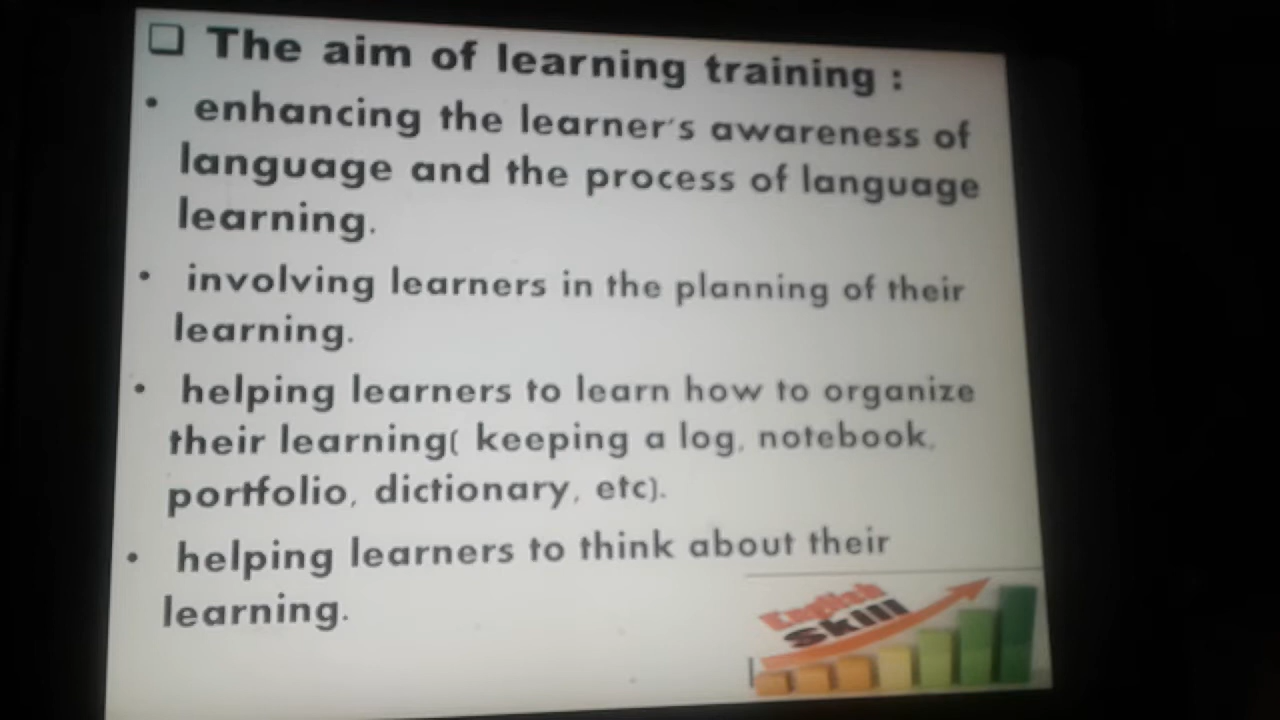 ❑ The aim of learning training :
• enhancing the learner's awareness of
language and the process of language
learning.
• involving learners in the planning of their
learning.
• helping learners to learn how to organize
their learning( keeping a log, notebook,
portfolio, dictionary, etc).
• helping learners to think about their
learning.
English
Skill